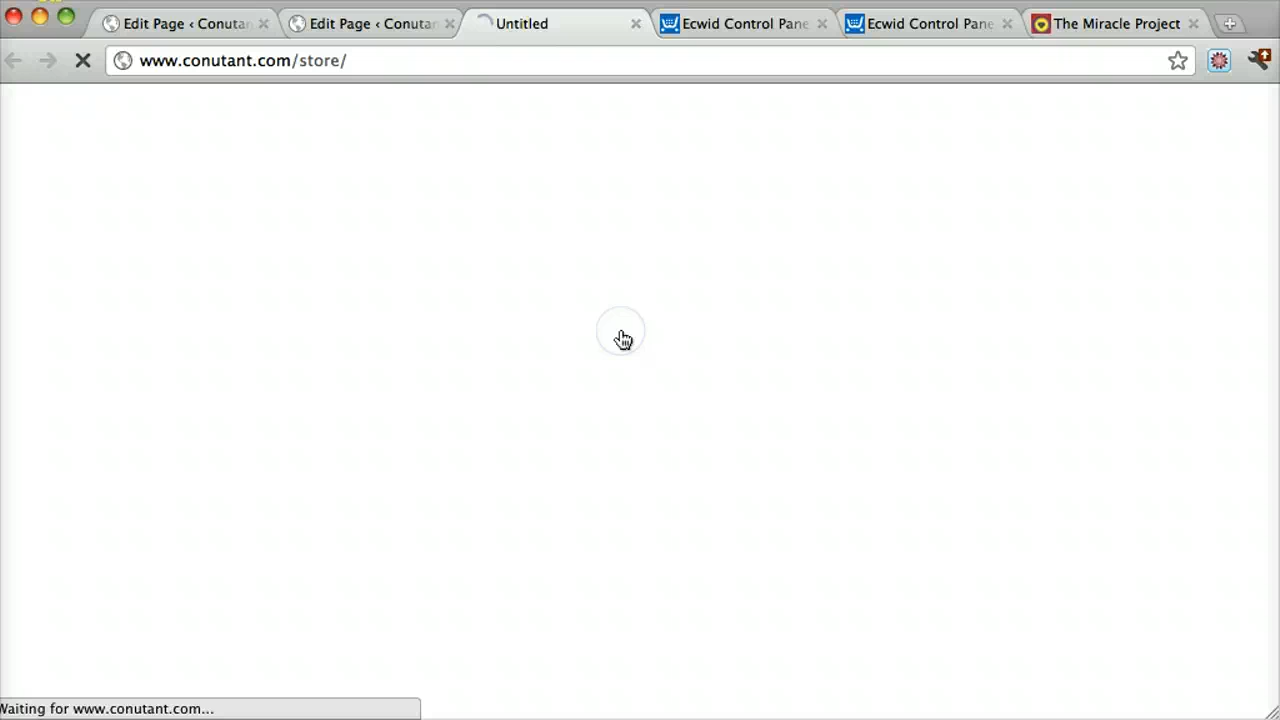 Edit Page ‹ Conutan
Edit Page ‹ Conutan
Untitled
Ecwid Control Pane
Ecwid Control Pane
The Miracle Project
www.conutant.com/store/
Waiting for www.conutant.com...